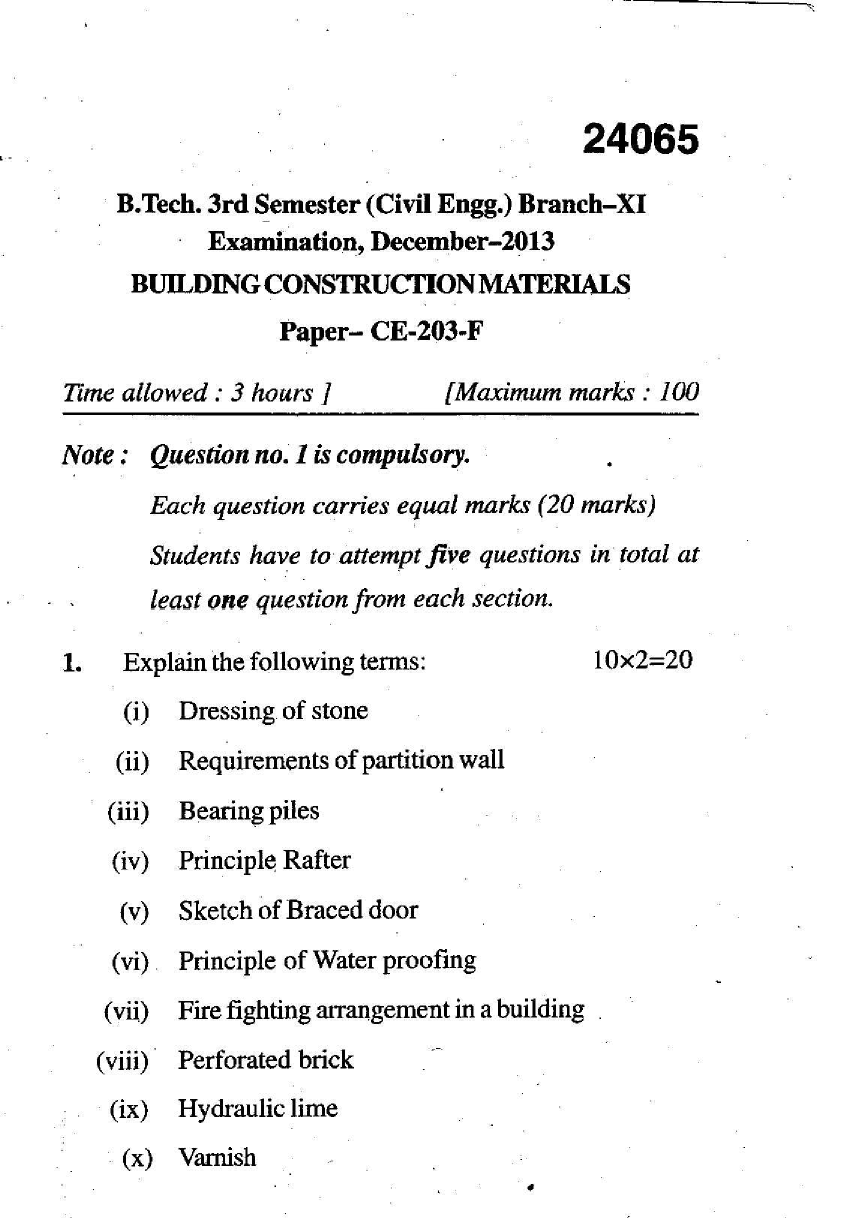 24065
B.Tech. 3rd Semester (Civil Engg.) Branch–XI
Examination, December–2013
BUILDING CONSTRUCTION MATERIALS
Paper– CE-203-F
Time allowed : 3 hours ] [Maximum marks : 100
Note : Question no. 1 is compulsory.
Each question carries equal marks (20 marks)
Students have to attempt five questions in total at
least one question from each section.
1. Explain the following terms: 10×2=20
(i) Dressing of stone
(ii) Requirements of partition wall
(iii) Bearing piles
(iv) Principle Rafter
(v) Sketch of Braced door
(vi) Principle of Water proofing
(vii) Fire fighting arrangement in a building
(viii) Perforated brick
(ix) Hydraulic lime
(x) Varnish